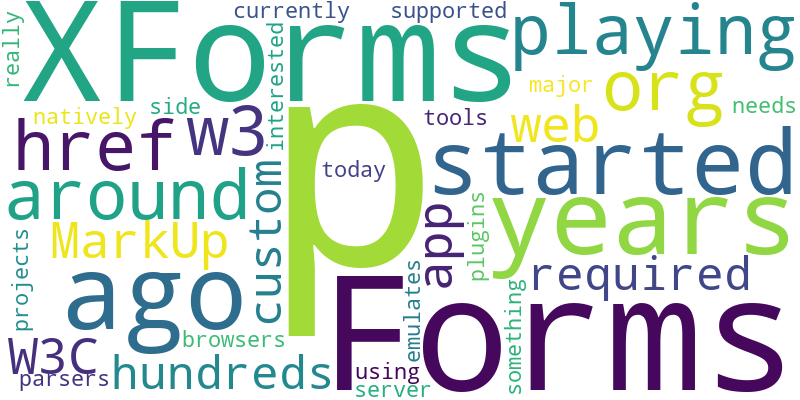 really
XForms
currently
supported
playing
natively
side
interested
major
org
needs
href
w3
p
tools
web
today
started
around
custom
app
plugins
years
MarkUp
projects
ago
required
emulates
something
browsers
W3C
Forms
parsers
hundreds
using
server